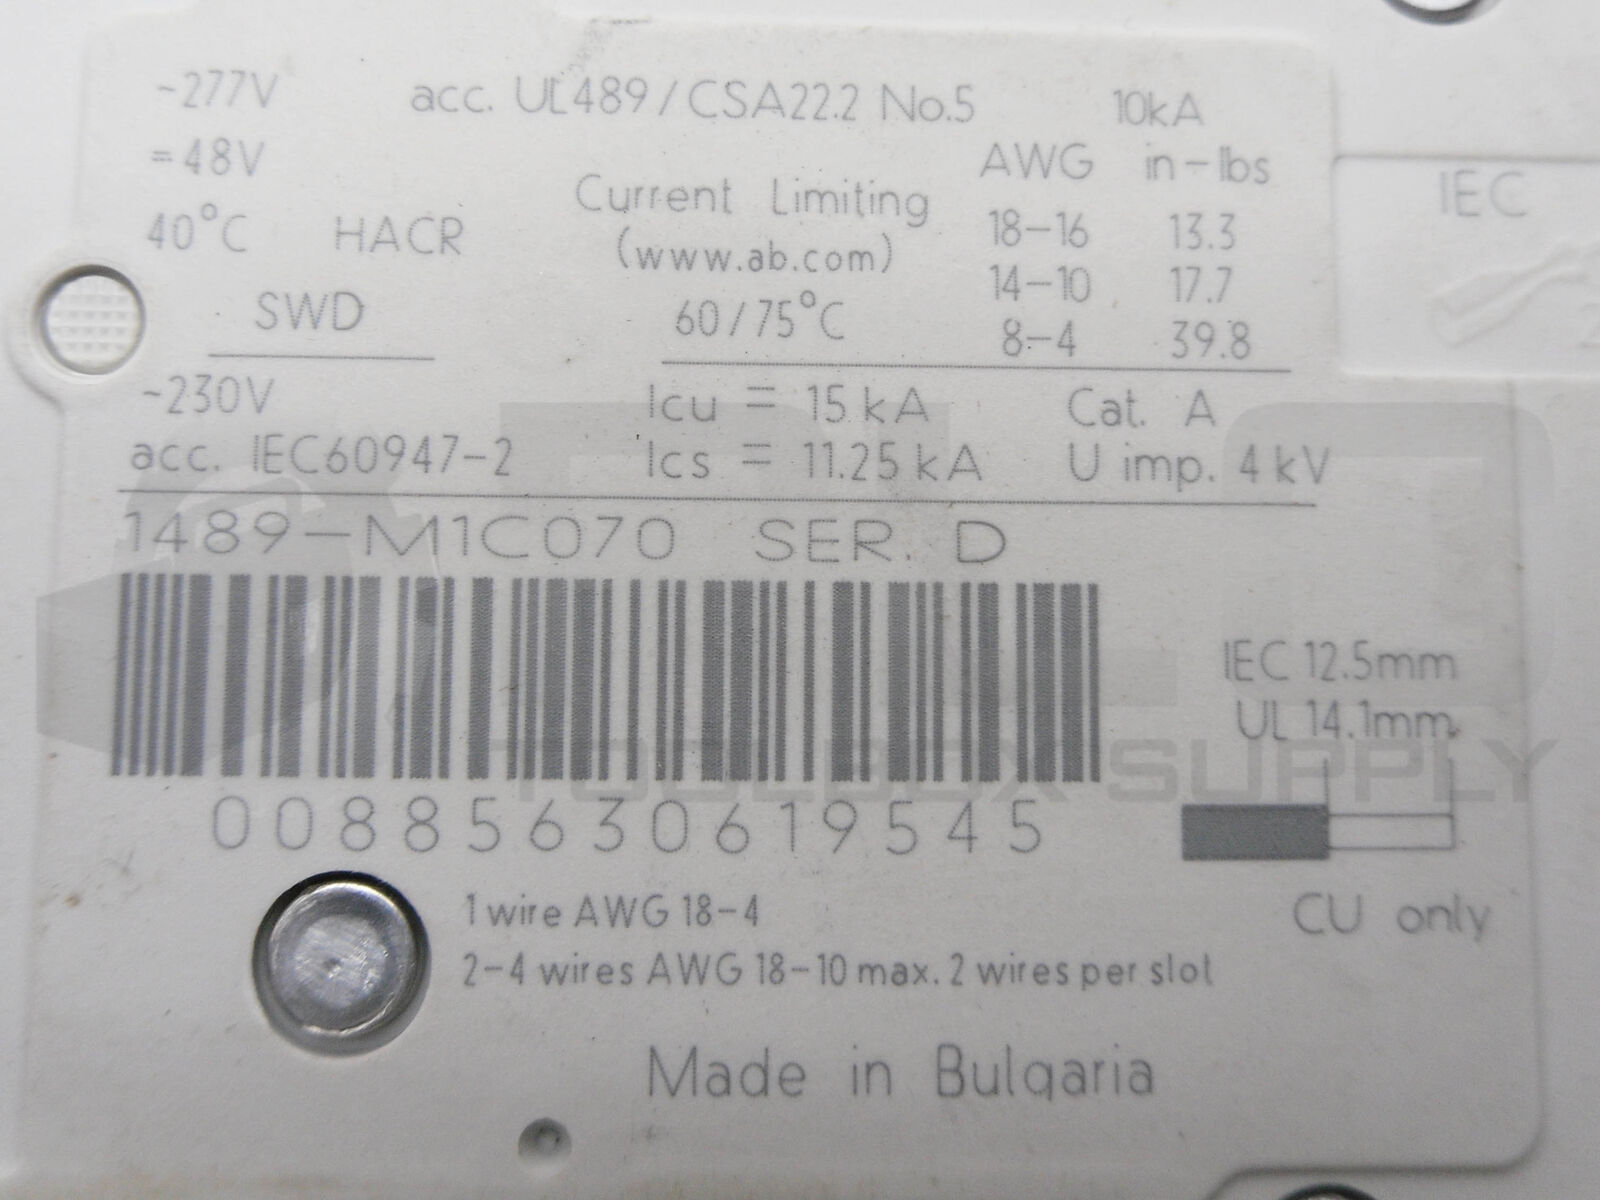 ~277V acc. UL489/CSA22.2 No.5 10kA
=48V AWG in-lbs
Current Limiting IEC
40°C HACR (www.ab.com) 18-16 13.3
14-10 17.7
SWD 60/75°C 8-4 39.8
~230V Icu = 15kA Cat. A
acc. IEC60947-2 Ics = 11.25kA U imp. 4kV
1489-M1C070 SER. D
IEC 12.5mm
UL 14.1mm
TOOLBOX SUPPLY
00885630619545
1 wire AWG 18-4 CU only
2-4 wires AWG 18-10 max. 2 wires per slot
Made in Bulgaria